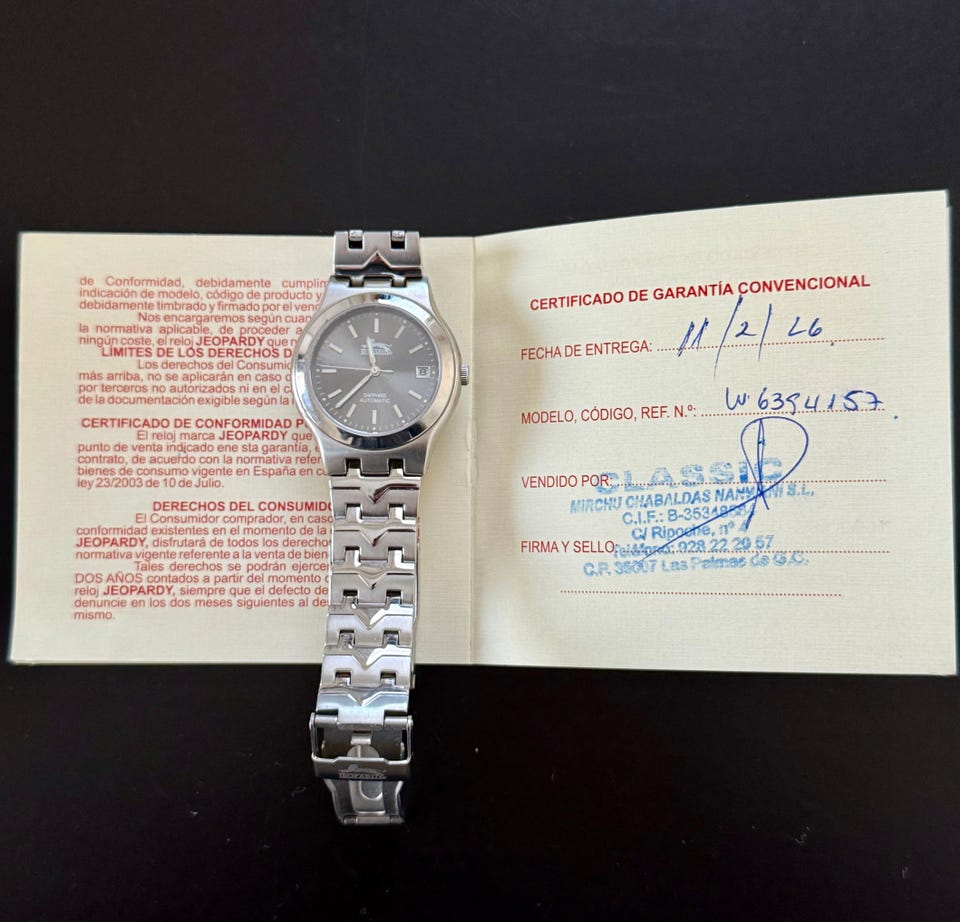 de Conformidad, debidamente cumplim
indicación de modelo, código de producto y
debidamente timbrado y firmado por el vend
Nos encargaremos según cuan
la normativa aplicable, de proceder a
ningún coste, el reloj JEOPARDY que n
LÍMITES DE LOS DERECHOS D
Los derechos del Consumido
más arriba, no se aplicarán en caso d
por terceros no autorizados ni en el c
de la documentación exigible según la
CERTIFICADO DE CONFORMIDAD P
El reloj marca JEOPARDY que
punto de venta indicado ene sta garantía, e
contrato, de acuerdo con la normativa refer
bienes de consumo vigente en España en c
ley 23/2003 de 10 de Julio.
DERECHOS DEL CONSUMID
El Consumidor comprador, en caso
conformidad existentes en el momento de la
JEOPARDY, disfrutará de todos los derecho
normativa vigente referente a la venta de bien
Tales derechos se podrán ejerce
DOS AÑOS contados a partir del momento d
reloj JEOPARDY, siempre que el defecto de
denuncie en los dos meses siguientes al de
mismo.
SAPPHIRE
AUTOMATIC
8
JEOPARDY
CERTIFICADO DE GARANTÍA CONVENCIONAL
FECHA DE ENTREGA: 11/2/26.
MODELO, CÓDIGO, REF. N.º: W.6394157.
VENDIDO POR:
CLASSIC
MIRCHU CHABALDAS NANWANI S.L.
C.I.F.: B-
C/ Ripoche, nº
FIRMA Y SELLO:
Teléfono: 928 22 29 57
C.P. 35007 Las Palmas de G.C.